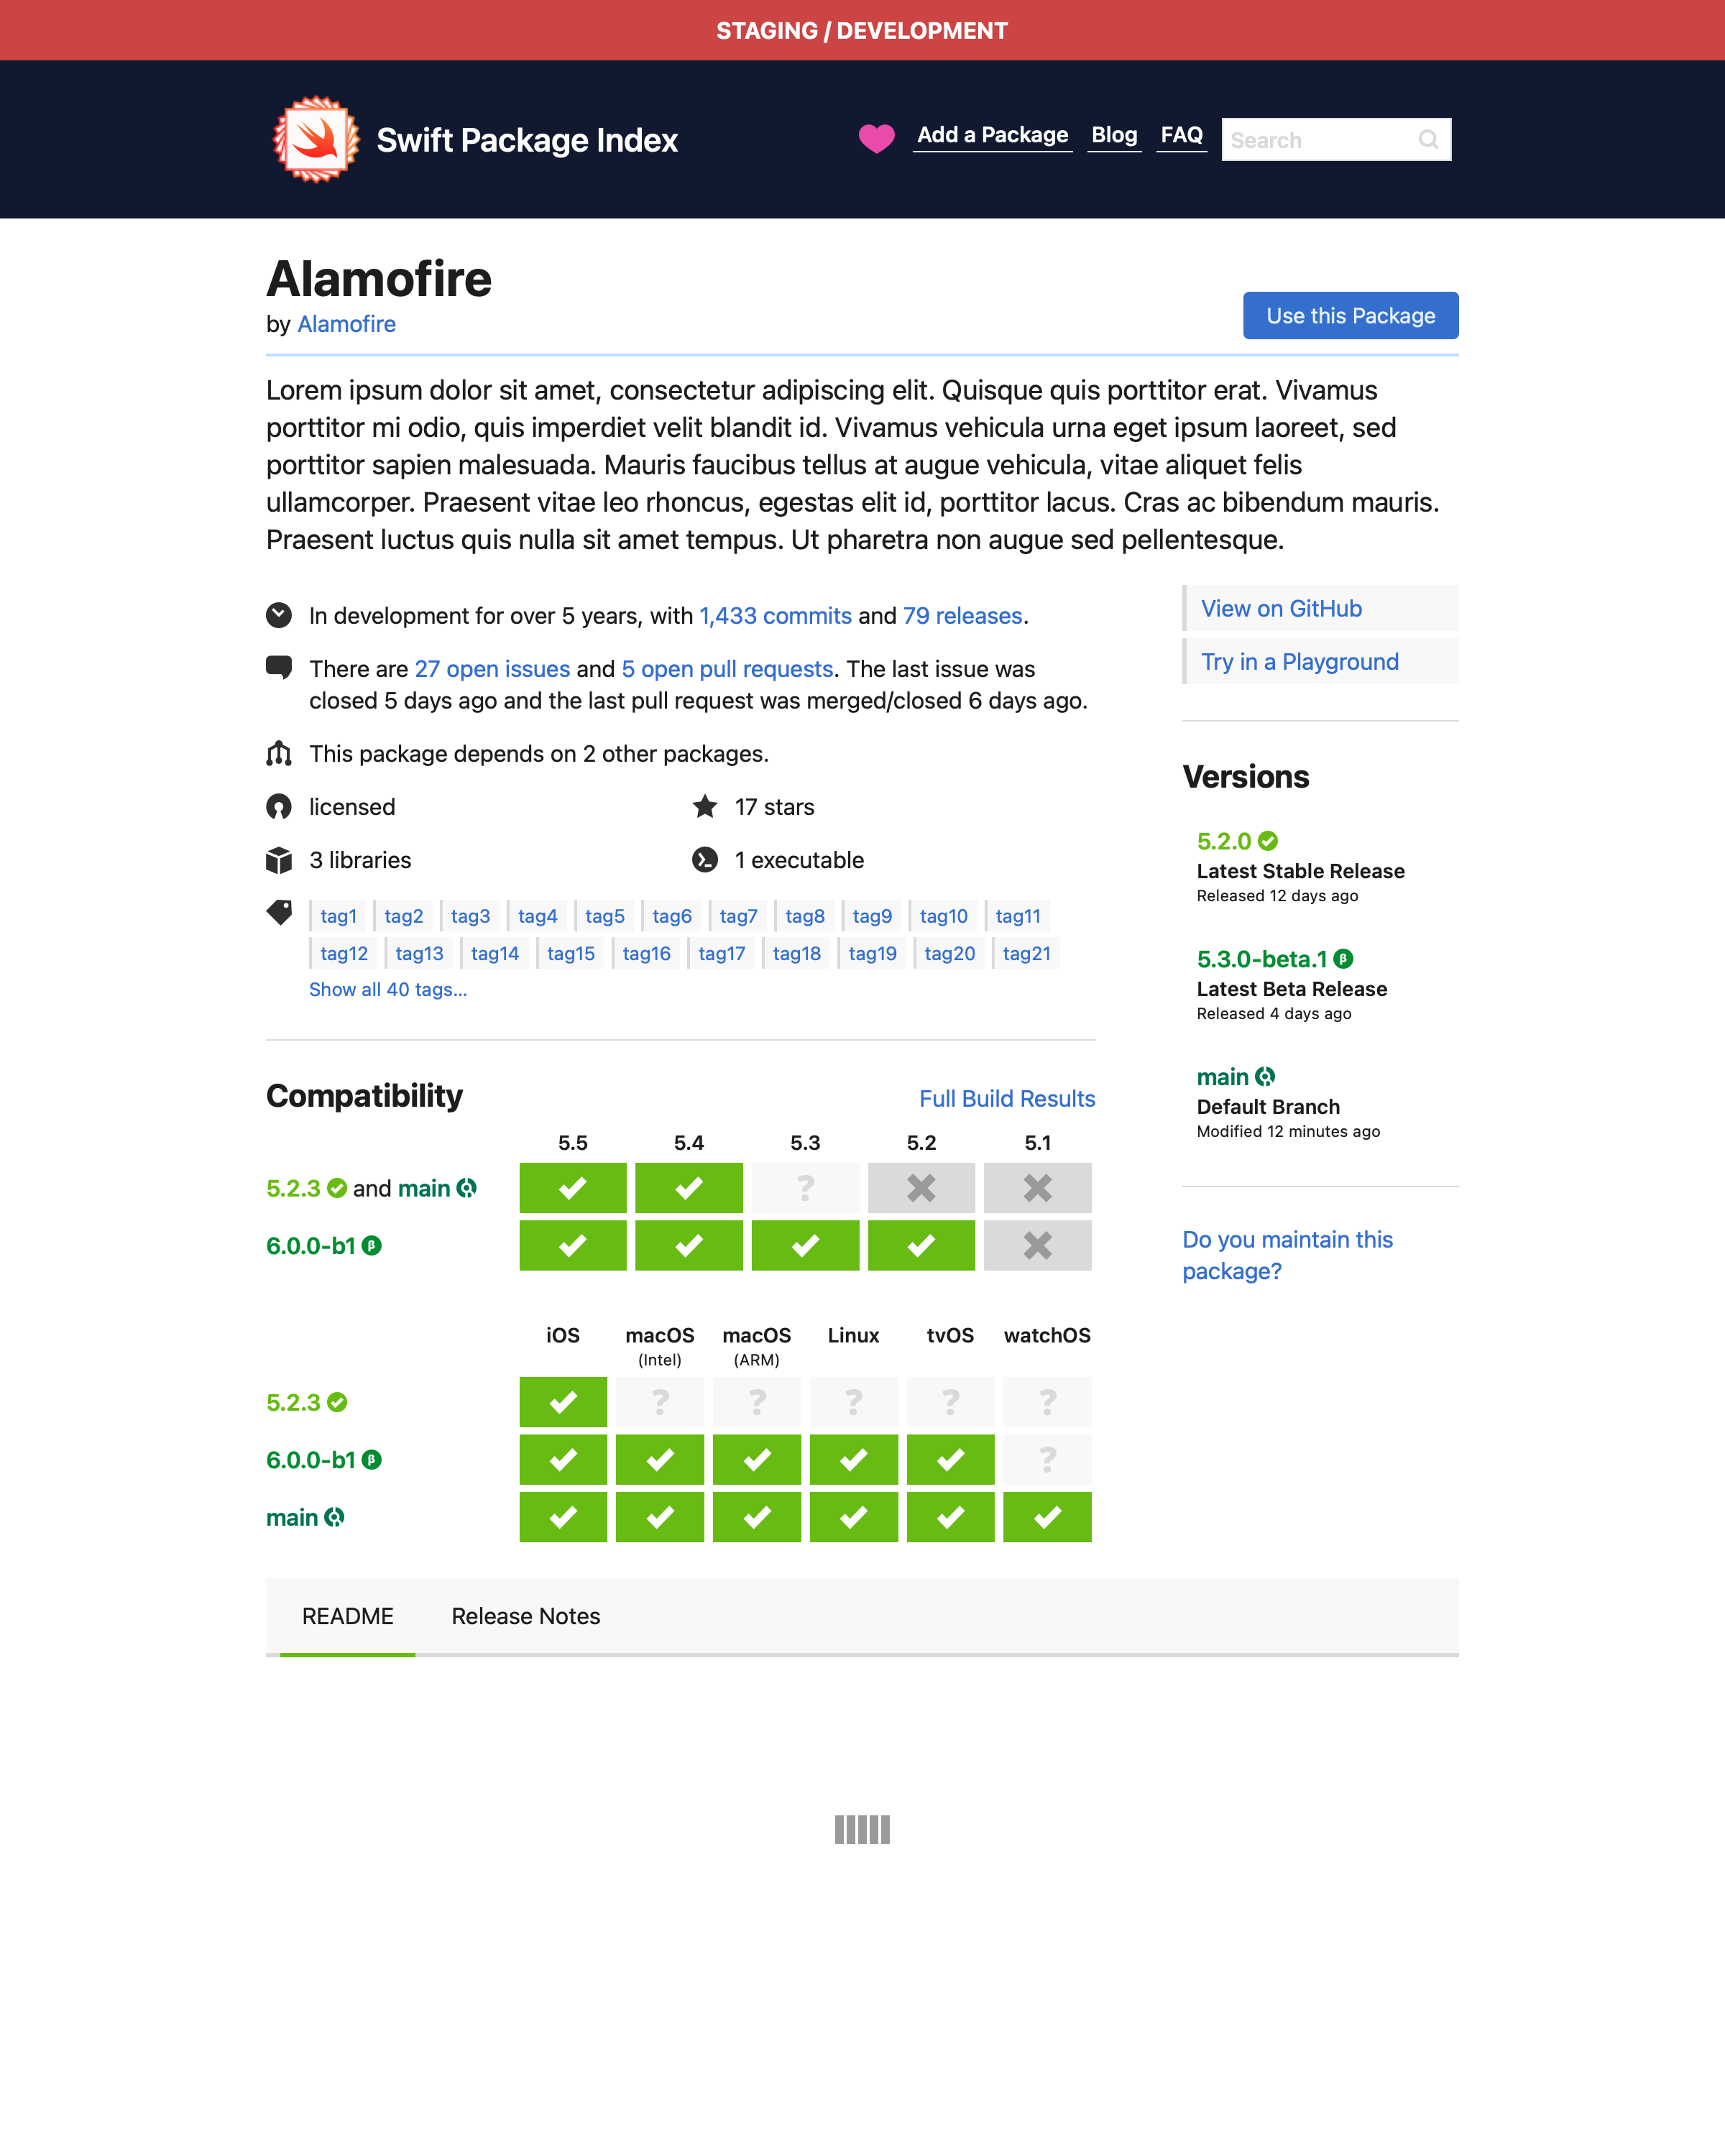 STAGING / DEVELOPMENT
Swift Package Index
Add a Package Blog FAQ Search
Alamofire
by Alamofire
Use this Package
Lorem ipsum dolor sit amet, consectetur adipiscing elit. Quisque quis porttitor erat. Vivamus
porttitor mi odio, quis imperdiet velit blandit id. Vivamus vehicula urna eget ipsum laoreet, sed
porttitor sapien malesuada. Mauris faucibus tellus at augue vehicula, vitae aliquet felis
ullamcorper. Praesent vitae leo rhoncus, egestas elit id, porttitor lacus. Cras ac bibendum mauris.
Praesent luctus quis nulla sit amet tempus. Ut pharetra non augue sed pellentesque.
In development for over 5 years, with 1,433 commits and 79 releases.
There are 27 open issues and 5 open pull requests. The last issue was
closed 5 days ago and the last pull request was merged/closed 6 days ago.
This package depends on 2 other packages.
licensed
17 stars
3 libraries
1 executable
tag1 tag2 tag3 tag4 tag5 tag6 tag7 tag8 tag9 tag10 tag11
tag12 tag13 tag14 tag15 tag16 tag17 tag18 tag19 tag20 tag21
Show all 40 tags...
View on GitHub
Try in a Playground
Versions
5.2.0
Latest Stable Release
Released 12 days ago
5.3.0-beta.1 β
Latest Beta Release
Released 4 days ago
main
Default Branch
Modified 12 minutes ago
Do you maintain this
package?
Compatibility
Full Build Results
5.5 5.4 5.3 5.2 5.1
5.2.3 and main ?
6.0.0-b1 β
iOS macOS macOS Linux tvOS watchOS
(Intel) (ARM)
5.2.3 ? ? ? ? ?
6.0.0-b1 β ?
main
README Release Notes